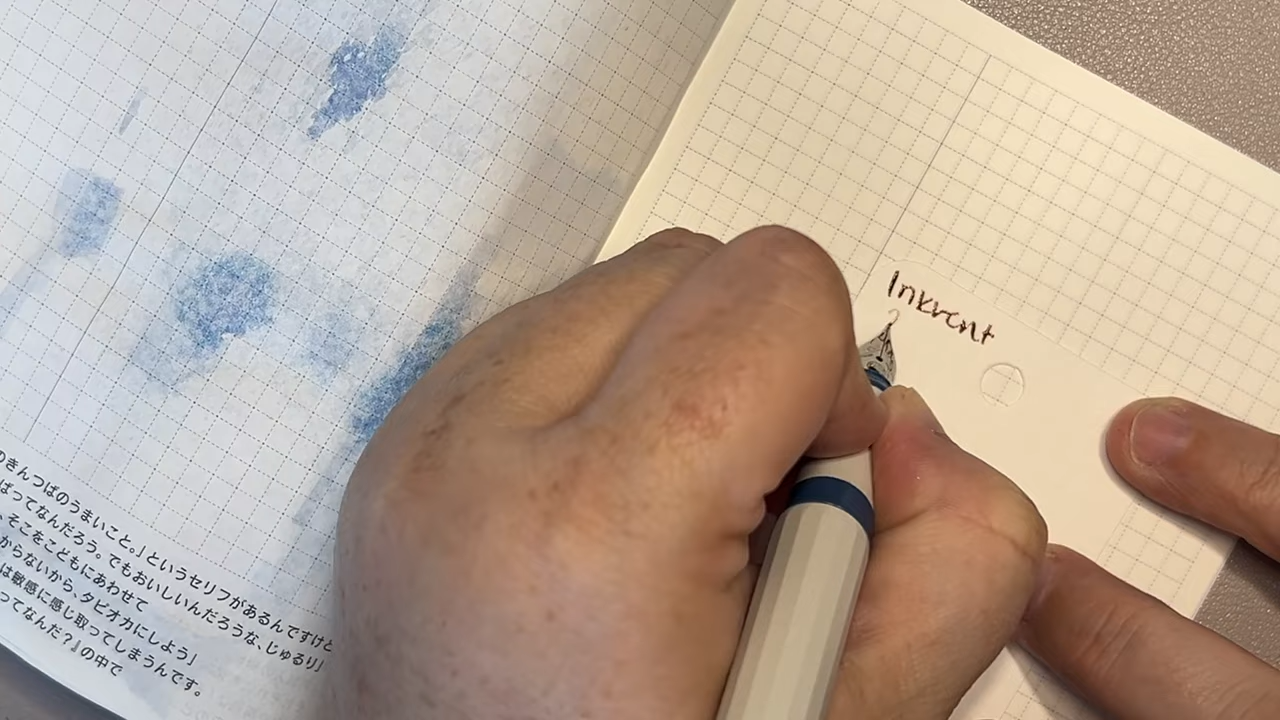 のきんつばのうまいこと。」というセリフがあるんですけど
ばってなんだろう。でもおいしいんだろうな、じゅるり」
、そこをこどもにあわせて
からないから、タピオカにしよう」
は敏感に感じ取ってしまうんです。
ってなんだ?』の中で
Inkvent